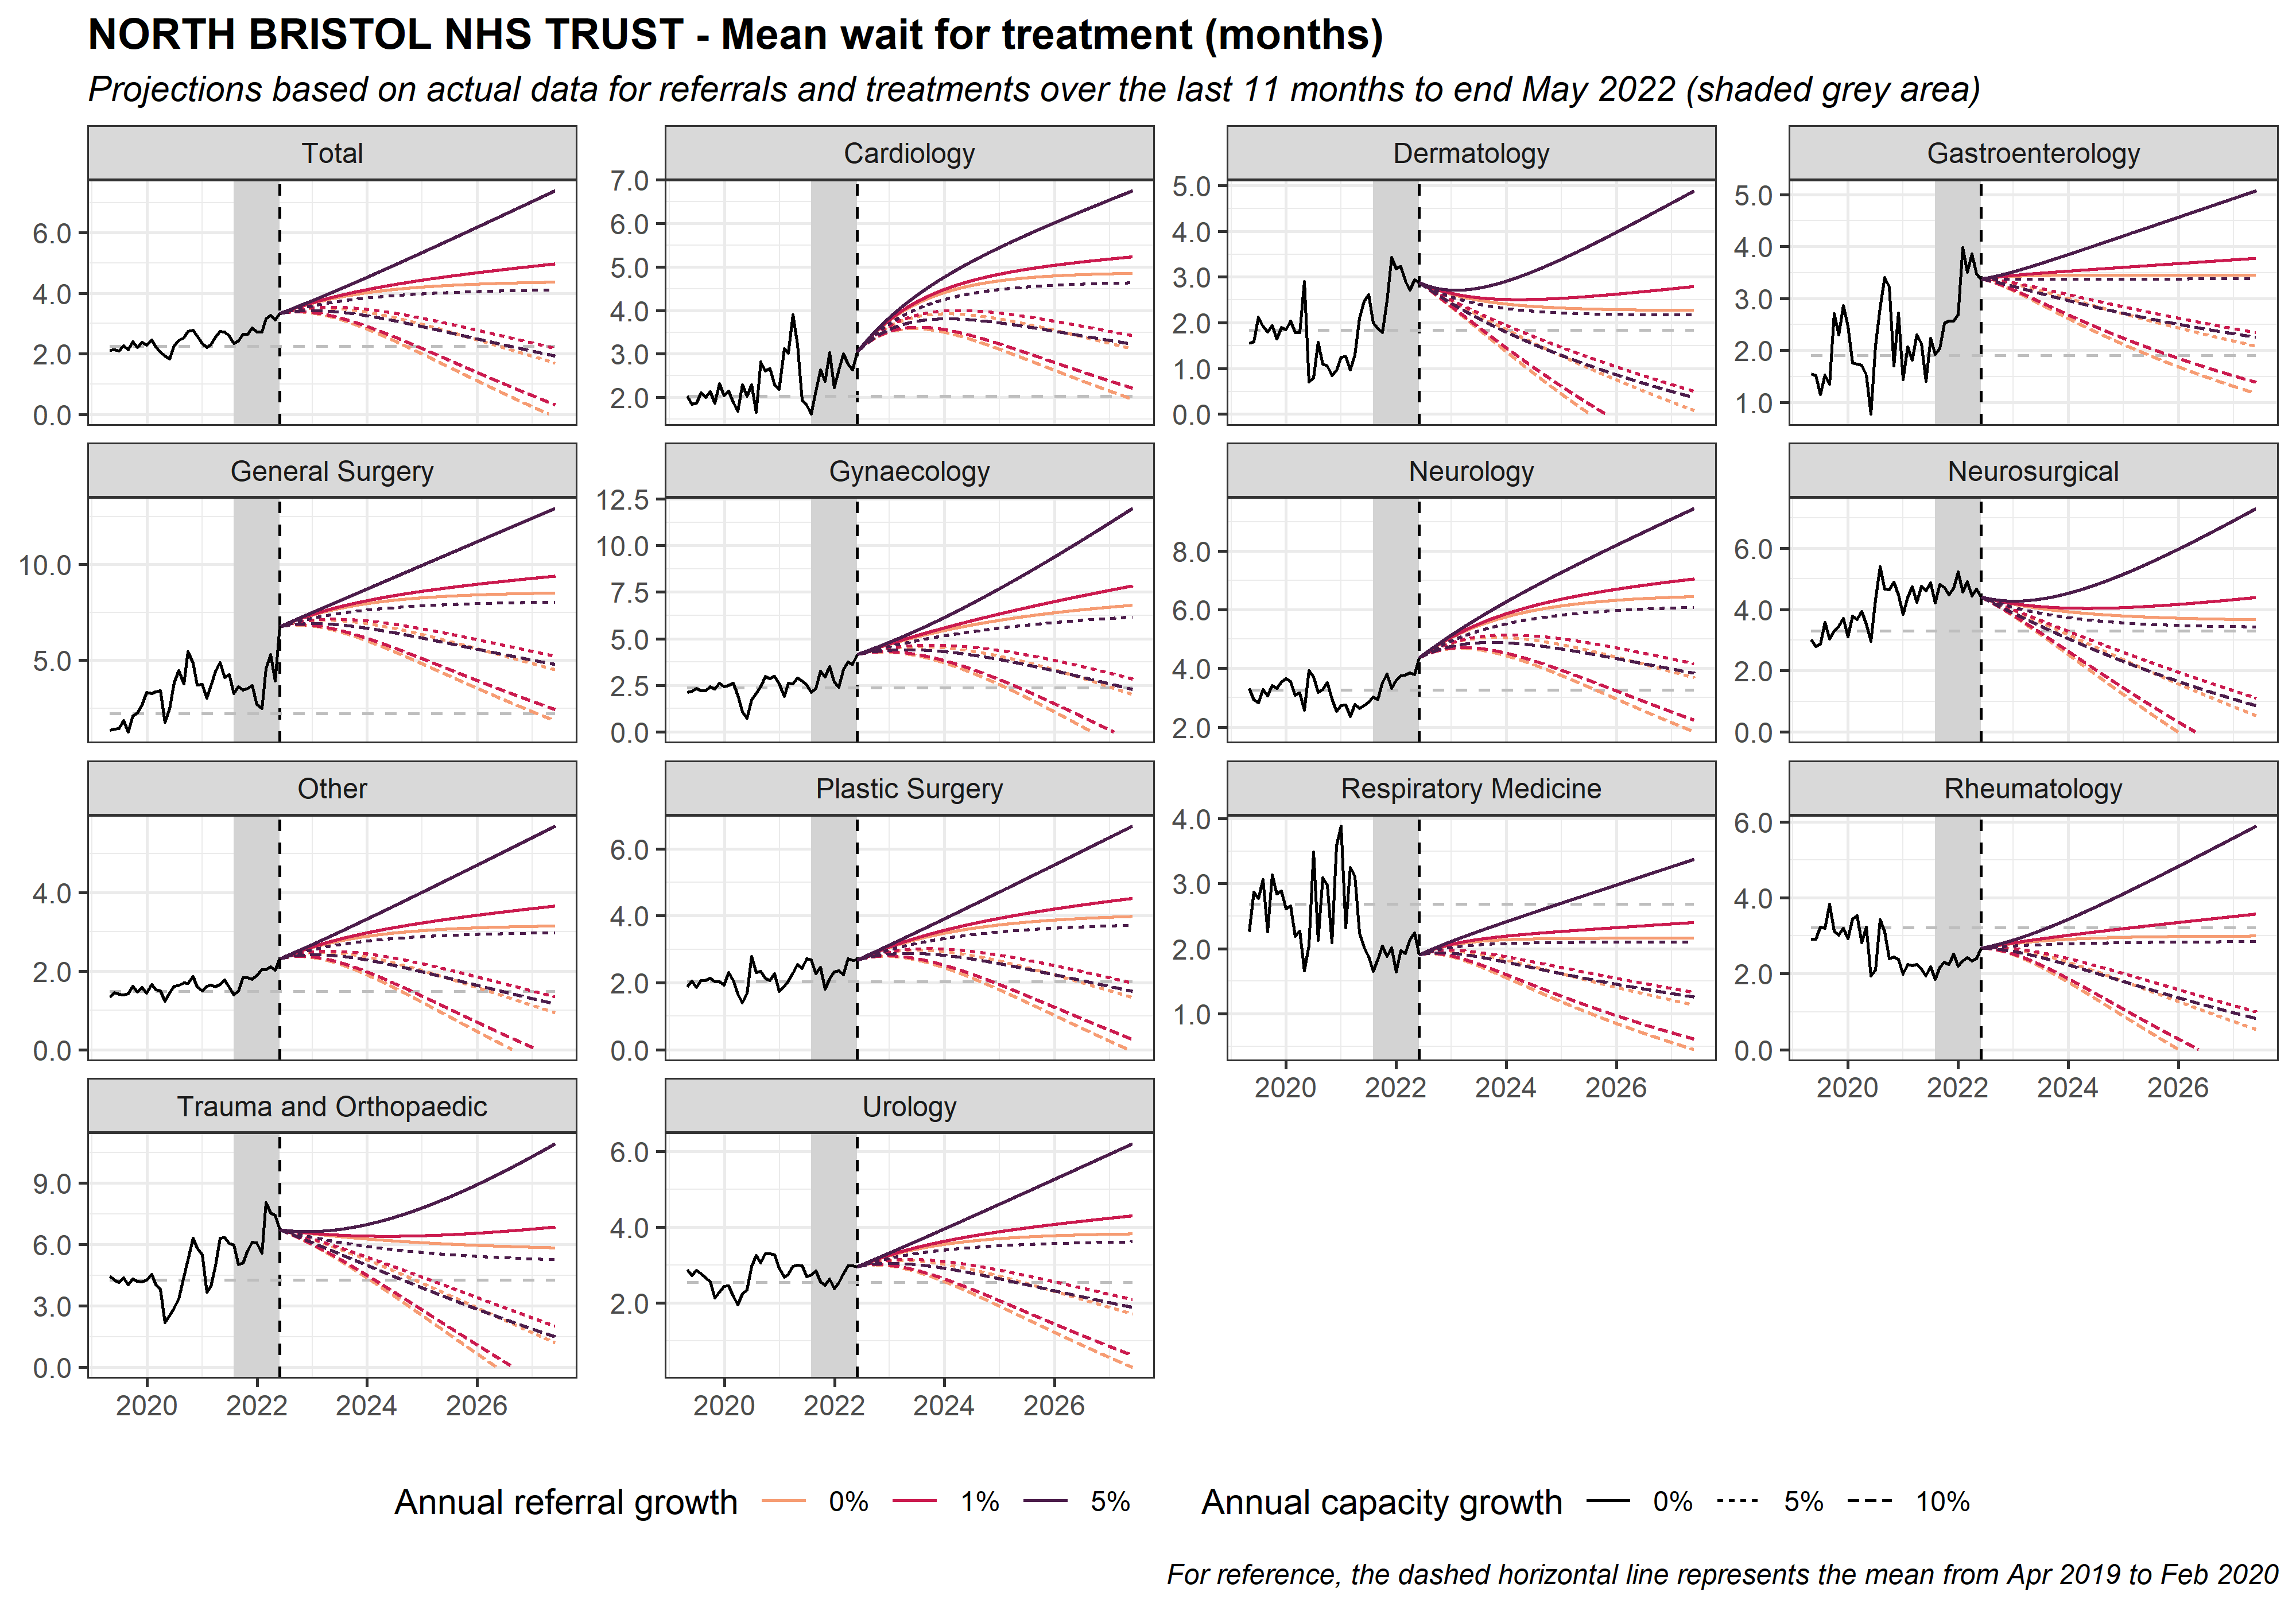 NORTH BRISTOL NHS TRUST - Mean wait for treatment (months)
Projections based on actual data for referrals and treatments over the last 11 months to end May 2022 (shaded grey area)
Total
6.0
4.0
2.0
0.0
Cardiology
7.0
6.0
5.0
4.0
3.0
2.0
Dermatology
5.0
4.0
3.0
2.0
1.0
0.0
Gastroenterology
5.0
4.0
3.0
2.0
1.0
General Surgery
10.0
5.0
Gynaecology
12.5
10.0
7.5
5.0
2.5
0.0
Neurology
8.0
6.0
4.0
2.0
Neurosurgical
6.0
4.0
2.0
0.0
Other
4.0
2.0
0.0
Plastic Surgery
6.0
4.0
2.0
0.0
Respiratory Medicine
4.0
3.0
2.0
1.0
2020 2022 2024 2026
Rheumatology
6.0
4.0
2.0
0.0
2020 2022 2024 2026
Trauma and Orthopaedic
9.0
6.0
3.0
0.0
2020 2022 2024 2026
Urology
6.0
4.0
2.0
2020 2022 2024 2026
Annual referral growth 0% 1% 5%
Annual capacity growth 0% 5% 10%
For reference, the dashed horizontal line represents the mean from Apr 2019 to Feb 2020